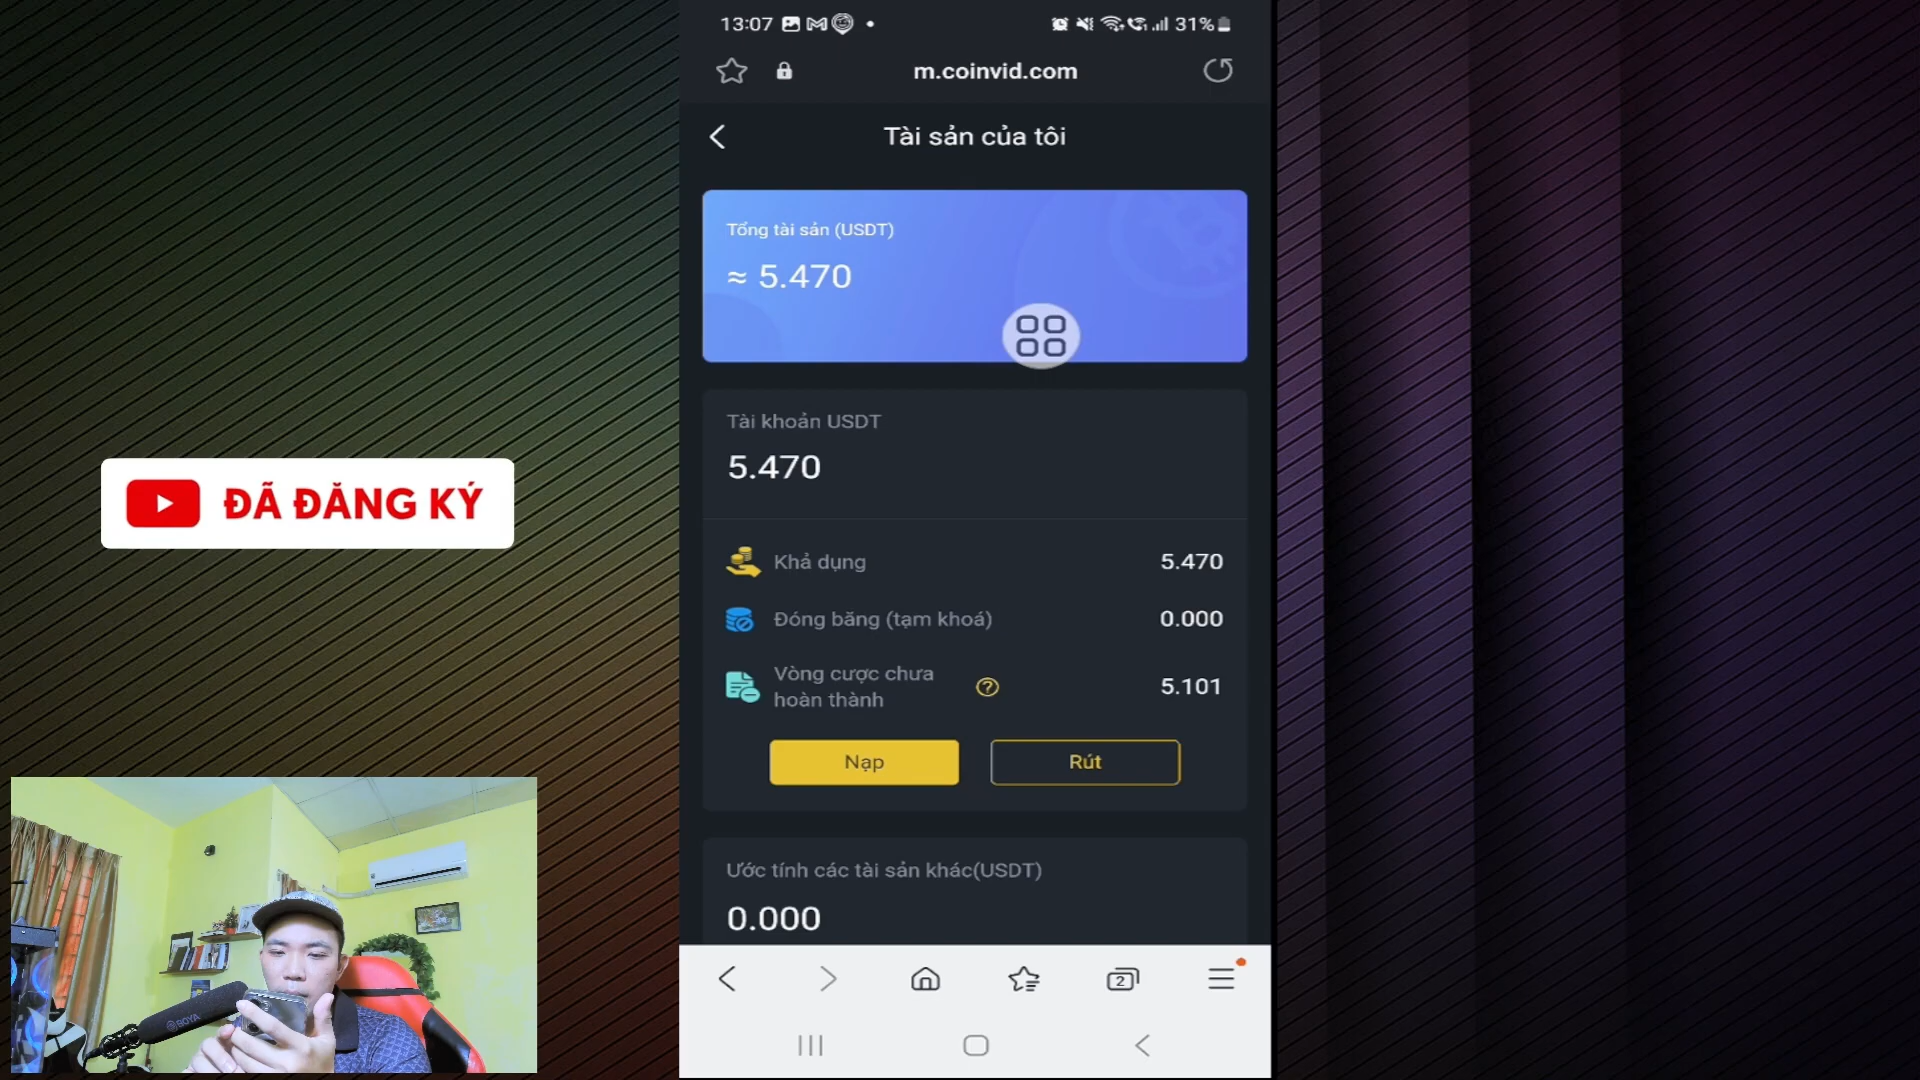 13:07
31%
m.coinvid.com
Tài sản của tôi
Tổng tài sản (USDT)
≈ 5.470
Tài khoản USDT
5.470
Khả dụng 5.470
Đóng băng (tạm khoá) 0.000
Vòng cược chưa
hoàn thành
? 5.101
Nạp Rút
Ước tính các tài sản khác(USDT)
0.000
2
ĐÃ ĐĂNG KÝ
BOYA